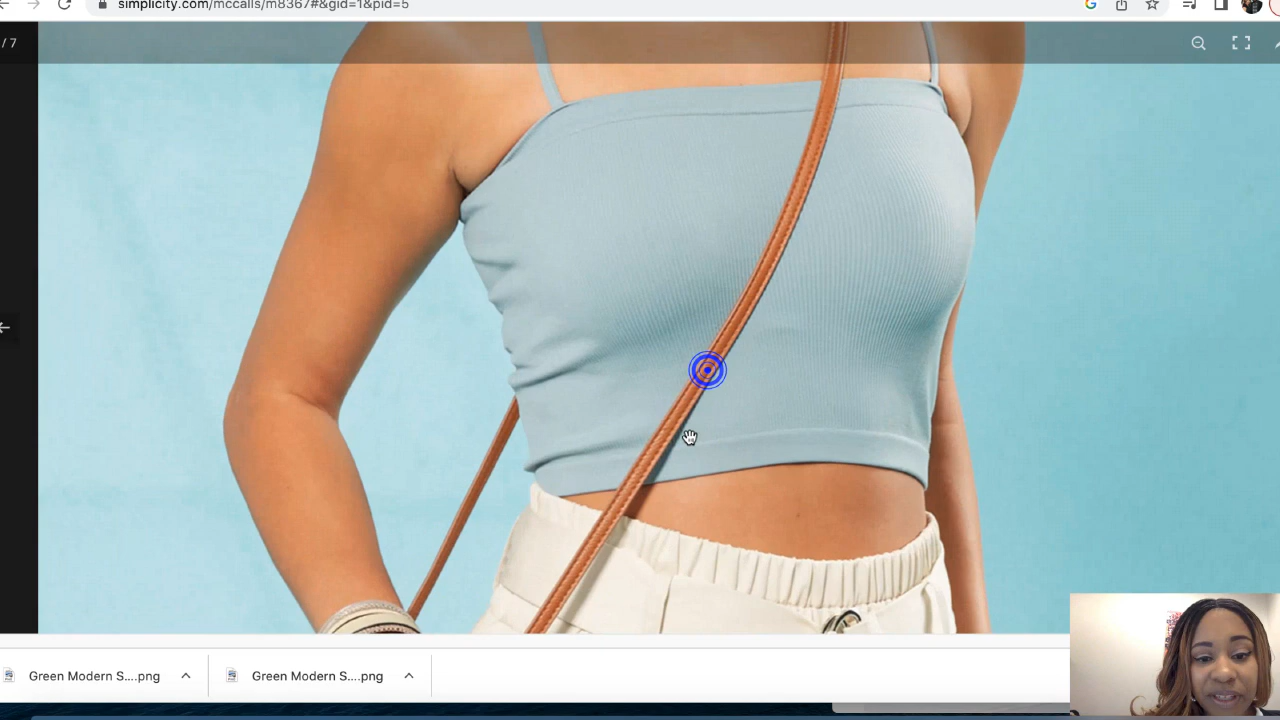 simplicity.com/mccalls/m8367#&gid=1&pid=5
/ 7
Green Modern S....png
Green Modern S....png